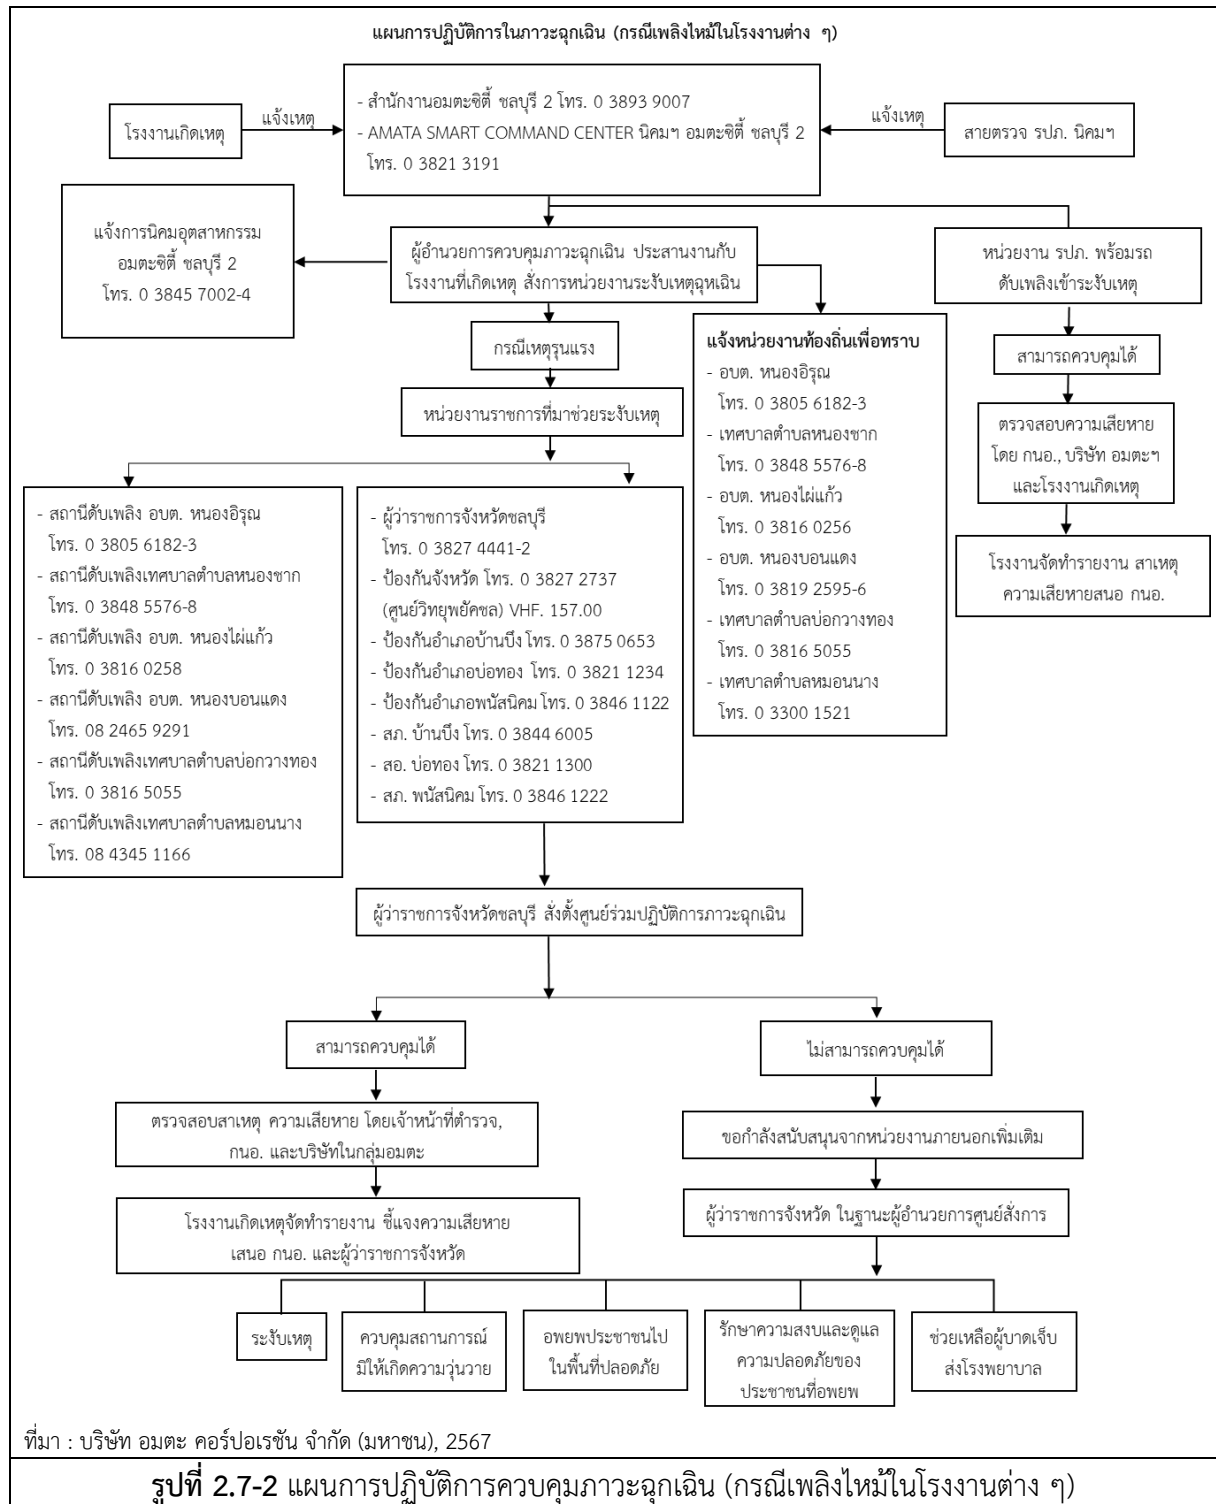 แผนการปฏิบัติการในภาวะฉุกเฉิน (กรณีเพลิงไหม้ในโรงงานต่าง ๆ)
โรงงานเกิดเหตุ
แจ้งเหตุ
- สำนักงานอมตะซิตี้ ชลบุรี 2 โทร. 0 3893 9007
- AMATA SMART COMMAND CENTER นิคมฯ อมตะซิตี้ ชลบุรี 2
โทร. 0 3821 3191
แจ้งเหตุ
สายตรวจ รปภ. นิคมฯ
แจ้งการนิคมอุตสาหกรรม
อมตะซิตี้ ชลบุรี 2
โทร. 0 3845 7002-4
ผู้อำนวยการควบคุมภาวะฉุกเฉิน ประสานงานกับ
โรงงานที่เกิดเหตุ สั่งการหน่วยงานระงับเหตุฉุหเฉิน
หน่วยงาน รปภ. พร้อมรถ
ดับเพลิงเข้าระงับเหตุ
กรณีเหตุรุนแรง
หน่วยงานราชการที่มาช่วยระงับเหตุ
แจ้งหน่วยงานท้องถิ่นเพื่อทราบ
- อบต. หนองอิรุณ
โทร. 0 3805 6182-3
- เทศบาลตำบลหนองชาก
โทร. 0 3848 5576-8
- อบต. หนองไผ่แก้ว
โทร. 0 3816 0256
- อบต. หนองบอนแดง
โทร. 0 3819 2595-6
- เทศบาลตำบลบ่อกวางทอง
โทร. 0 3816 5055
- เทศบาลตำบลหมอนนาง
โทร. 0 3300 1521
สามารถควบคุมได้
ตรวจสอบความเสียหาย
โดย กนอ., บริษัท อมตะฯ
และโรงงานเกิดเหตุ
โรงงานจัดทำรายงาน สาเหตุ
ความเสียหายสนอ กนอ.
- สถานีดับเพลิง อบต. หนองอิรุณ
โทร. 0 3805 6182-3
- สถานีดับเพลิงเทศบาลตำบลหนองชาก
โทร. 0 3848 5576-8
- สถานีดับเพลิง อบต. หนองไผ่แก้ว
โทร. 0 3816 0258
- สถานีดับเพลิง อบต. หนองบอนแดง
โทร. 08 2465 9291
- สถานีดับเพลิงเทศบาลตำบลบ่อกวางทอง
โทร. 0 3816 5055
- สถานีดับเพลิงเทศบาลตำบลหมอนนาง
โทร. 08 4345 1166
- ผู้ว่าราชการจังหวัดชลบุรี
โทร. 0 3827 4441-2
- ป้องกันจังหวัด โทร. 0 3827 2737
(ศูนย์วิทยุพยัคชล) VHF. 157.00
- ป้องกันอำเภอบ้านบึง โทร. 0 3875 0653
- ป้องกันอำเภอบ่อทอง โทร. 0 3821 1234
- ป้องกันอำเภอพนัสนิคม โทร. 0 3846 1122
- สภ. บ้านบึง โทร. 0 3844 6005
- สอ. บ่อทอง โทร. 0 3821 1300
- สภ. พนัสนิคม โทร. 0 3846 1222
ผู้ว่าราชการจังหวัดชลบุรี สั่งตั้งศูนย์ร่วมปฏิบัติการภาวะฉุกเฉิน
สามารถควบคุมได้
ไม่สามารถควบคุมได้
ตรวจสอบสาเหตุ ความเสียหาย โดยเจ้าหน้าที่ตำรวจ,
กนอ. และบริษัทในกลุ่มอมตะ
ขอกำลังสนับสนุนจากหน่วยงานภายนอกเพิ่มเติม
โรงงานเกิดเหตุจัดทำรายงาน ชี้แจงความเสียหาย
เสนอ กนอ. และผู้ว่าราชการจังหวัด
ผู้ว่าราชการจังหวัด ในฐานะผู้อำนวยการศูนย์สั่งการ
ระงับเหตุ
ควบคุมสถานการณ์
มิให้เกิดความวุ่นวาย
อพยพประชาชนไป
ในพื้นที่ปลอดภัย
รักษาความสงบและดูแล
ความปลอดภัยของ
ประชาชนที่อพยพ
ช่วยเหลือผู้บาดเจ็บ
ส่งโรงพยาบาล
ที่มา : บริษัท อมตะ คอร์ปอเรชัน จำกัด (มหาชน), 2567
รูปที่ 2.7-2 แผนการปฏิบัติการควบคุมภาวะฉุกเฉิน (กรณีเพลิงไหม้ในโรงงานต่าง ๆ)